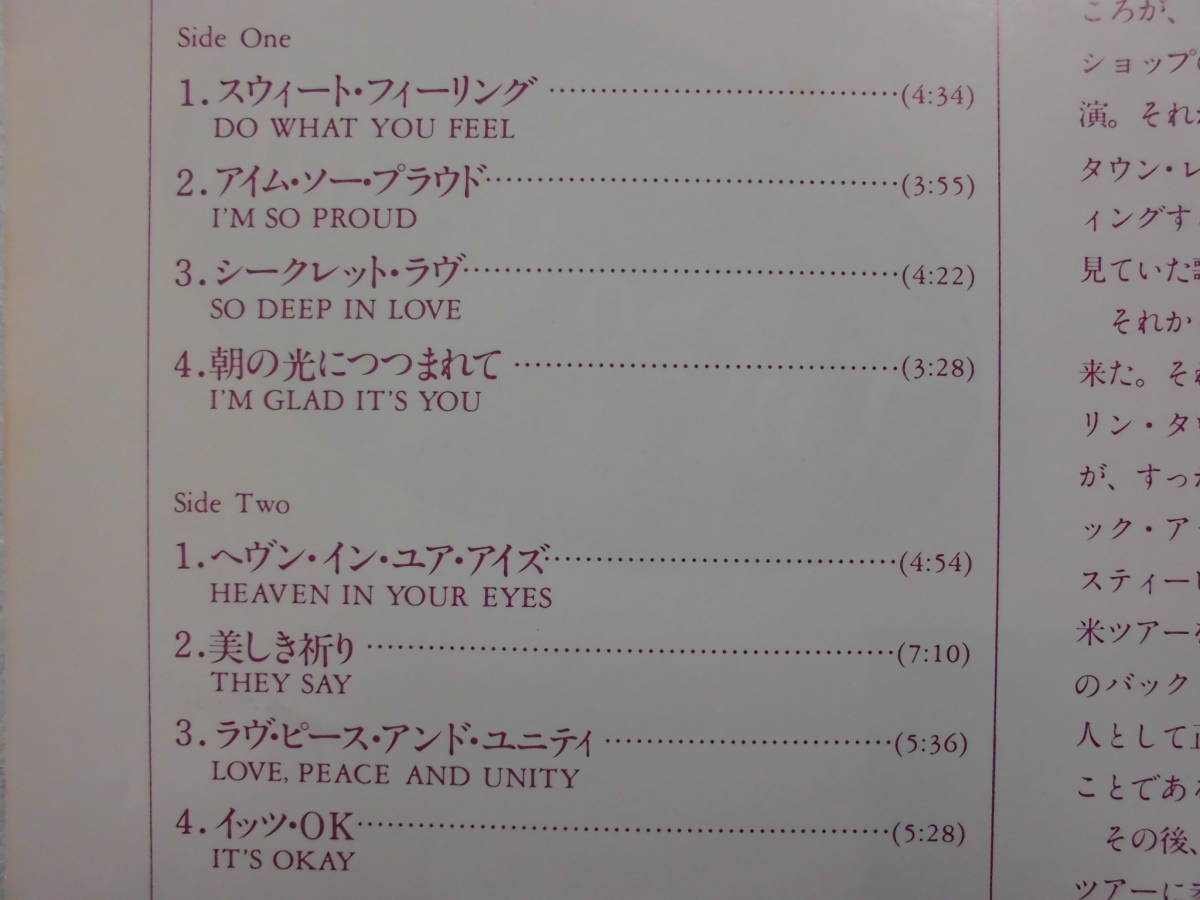 Side One
1.スウィート・フィーリング…………………………(4:34)
DO WHAT YOU FEEL
2.アイム・ソー・プラウド…………………………(3:55)
I'M SO PROUD
3.シークレット・ラヴ…………………………(4:22)
SO DEEP IN LOVE
4.朝の光につつまれて…………………………(3:28)
I'M GLAD IT'S YOU
Side Two
1.ヘヴン・イン・ユア・アイズ…………………………(4:54)
HEAVEN IN YOUR EYES
2.美しき祈り…………………………(7:10)
THEY SAY
3.ラヴ・ピース・アンド・ユニティ…………………………(5:36)
LOVE, PEACE AND UNITY
4.イッツ・OK…………………………(5:28)
IT'S OKAY
ころが、
ショップ
演。それ
タウン・レ
ィングす
見ていた
それか
来た。それ
リン・タ
が、すっ
ック・ア
スティー
米ツアー
のバック
人として
ことであ
その後、
ツアーに